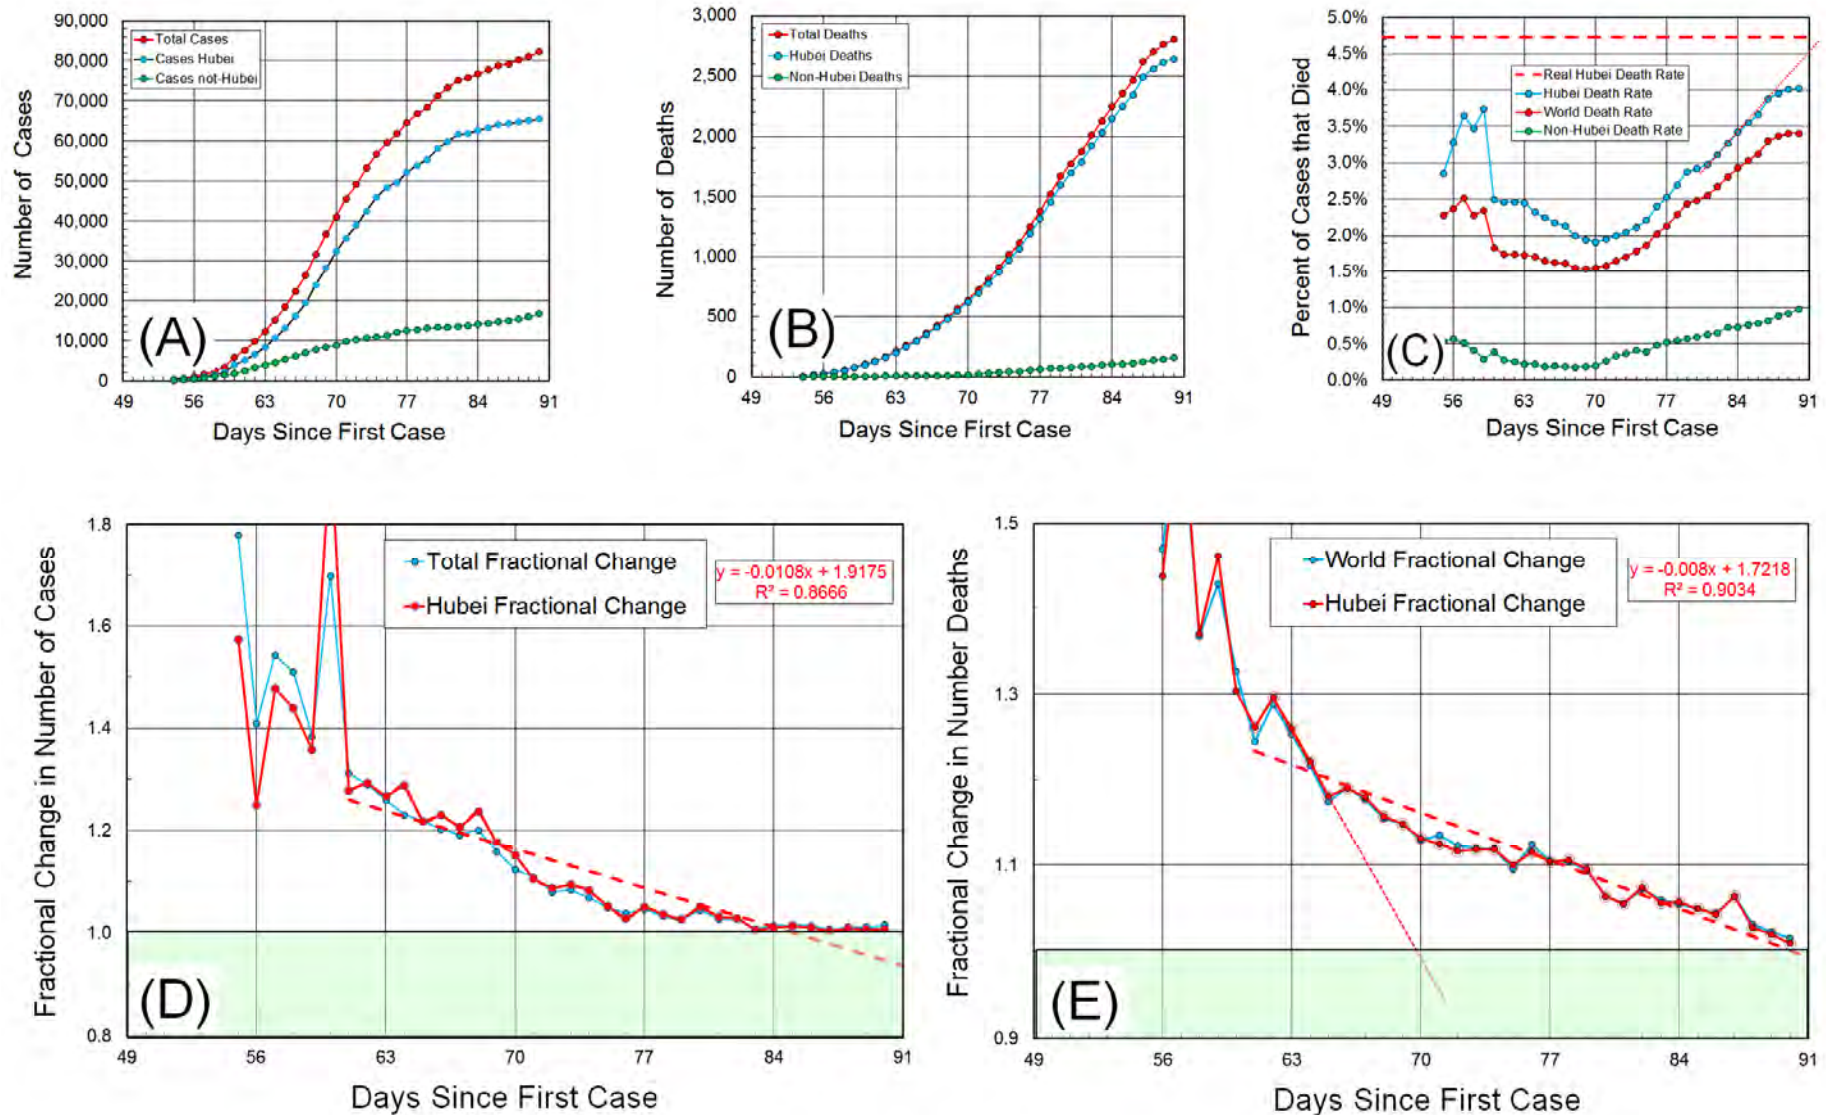 90,000
80,000
70,000
60,000
50,000
40,000
30,000
20,000
10,000
0
Number of Cases
Total Cases
Cases Hubei
Cases not-Hubei
(A)
49 56 63 70 77 84 91
Days Since First Case
3,000
2,500
2,000
1,500
1,000
500
0
Number of Deaths
Total Deaths
Hubei Deaths
Non-Hubei Deaths
(B)
49 56 63 70 77 84 91
Days Since First Case
5.0%
4.5%
4.0%
3.5%
3.0%
2.5%
2.0%
1.5%
1.0%
0.5%
0.0%
Percent of Cases that Died
Real Hubei Death Rate
Hubei Death Rate
World Death Rate
Non-Hubei Death Rate
(C)
49 56 63 70 77 84 91
Days Since First Case
1.8
1.6
1.4
1.2
1.0
0.8
Fractional Change in Number of Cases
Total Fractional Change
Hubei Fractional Change
y = -0.0108x + 1.9175
R² = 0.8666
(D)
49 56 63 70 77 84 91
Days Since First Case
1.5
1.3
1.1
0.9
Fractional Change in Number Deaths
World Fractional Change
Hubei Fractional Change
y = -0.008x + 1.7218
R² = 0.9034
(E)
49 56 63 70 77 84 91
Days Since First Case